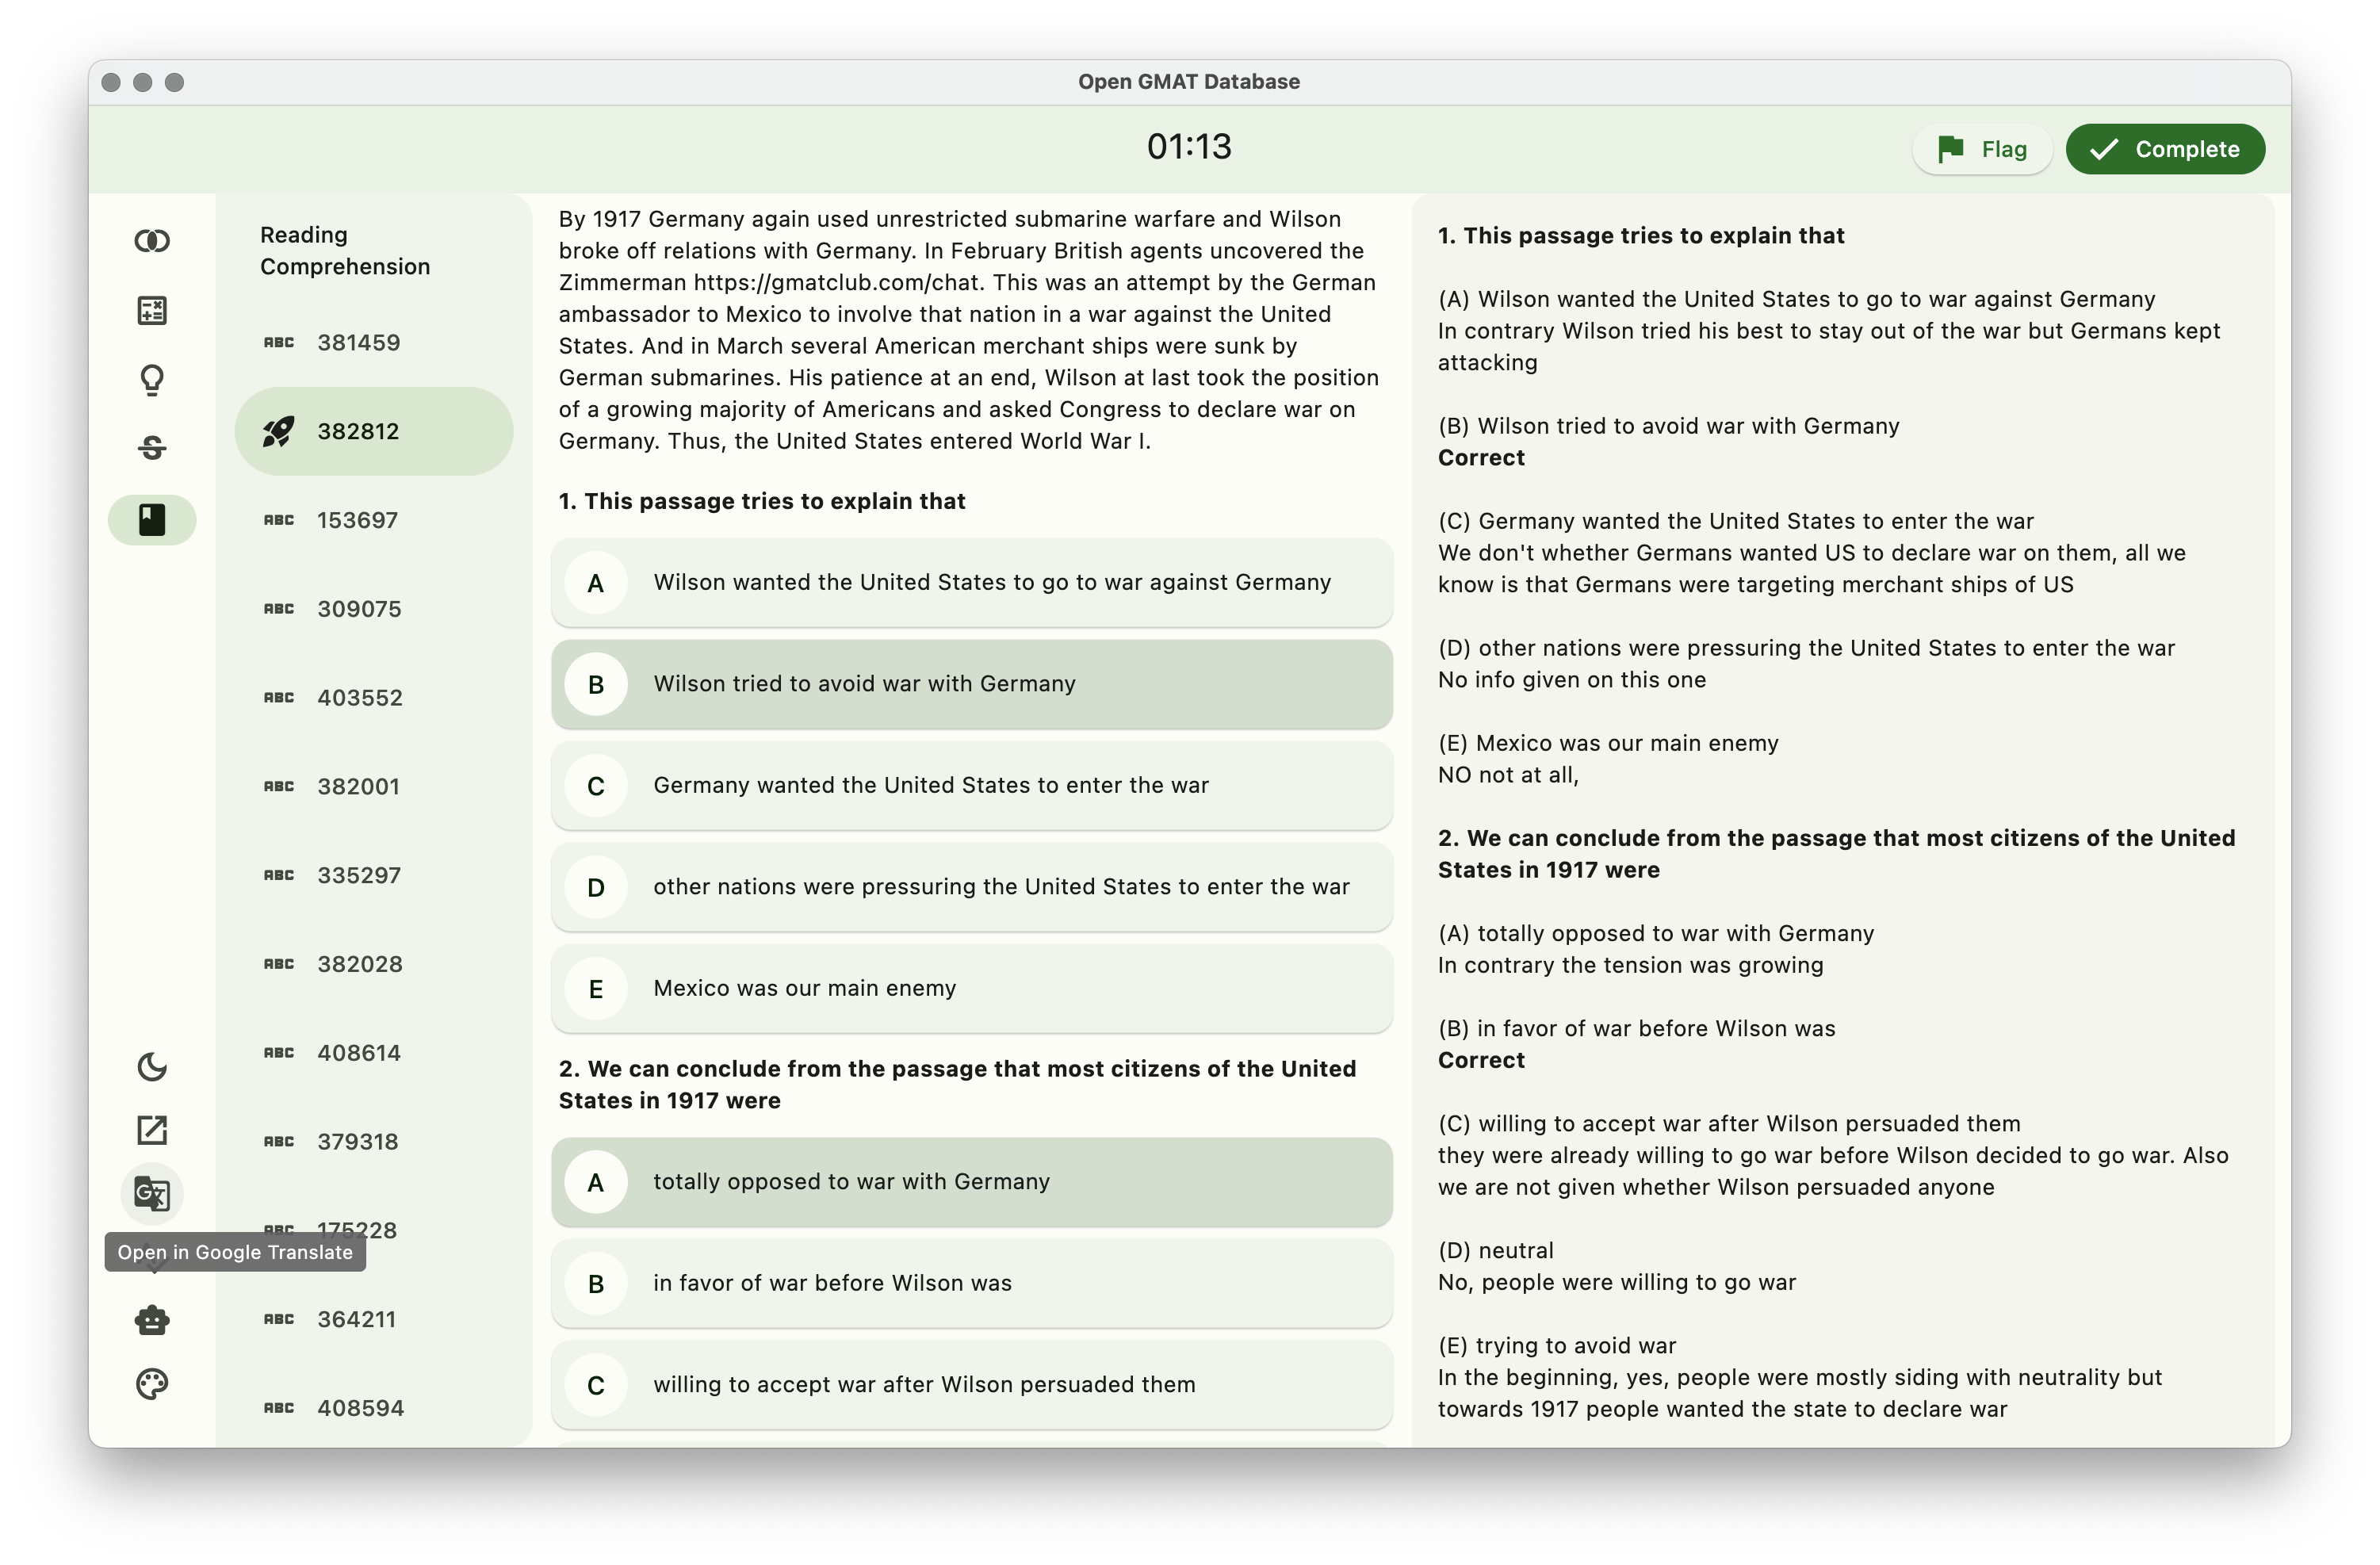 Open GMAT Database
01:13
Flag
Complete
Reading
Comprehension
ABC 381459
382812
ABC 153697
ABC 309075
ABC 403552
ABC 382001
ABC 335297
ABC 382028
ABC 408614
ABC 379318
ABC 175228
Open in Google Translate
ABC 364211
ABC 408594
By 1917 Germany again used unrestricted submarine warfare and Wilson
broke off relations with Germany. In February British agents uncovered the
Zimmerman https://gmatclub.com/chat. This was an attempt by the German
ambassador to Mexico to involve that nation in a war against the United
States. And in March several American merchant ships were sunk by
German submarines. His patience at an end, Wilson at last took the position
of a growing majority of Americans and asked Congress to declare war on
Germany. Thus, the United States entered World War I.
1. This passage tries to explain that
A Wilson wanted the United States to go to war against Germany
B Wilson tried to avoid war with Germany
C Germany wanted the United States to enter the war
D other nations were pressuring the United States to enter the war
E Mexico was our main enemy
2. We can conclude from the passage that most citizens of the United
States in 1917 were
A totally opposed to war with Germany
B in favor of war before Wilson was
C willing to accept war after Wilson persuaded them
1. This passage tries to explain that
(A) Wilson wanted the United States to go to war against Germany
In contrary Wilson tried his best to stay out of the war but Germans kept
attacking
(B) Wilson tried to avoid war with Germany
Correct
(C) Germany wanted the United States to enter the war
We don't whether Germans wanted US to declare war on them, all we
know is that Germans were targeting merchant ships of US
(D) other nations were pressuring the United States to enter the war
No info given on this one
(E) Mexico was our main enemy
NO not at all,
2. We can conclude from the passage that most citizens of the United
States in 1917 were
(A) totally opposed to war with Germany
In contrary the tension was growing
(B) in favor of war before Wilson was
Correct
(C) willing to accept war after Wilson persuaded them
they were already willing to go war before Wilson decided to go war. Also
we are not given whether Wilson persuaded anyone
(D) neutral
No, people were willing to go war
(E) trying to avoid war
In the beginning, yes, people were mostly siding with neutrality but
towards 1917 people wanted the state to declare war